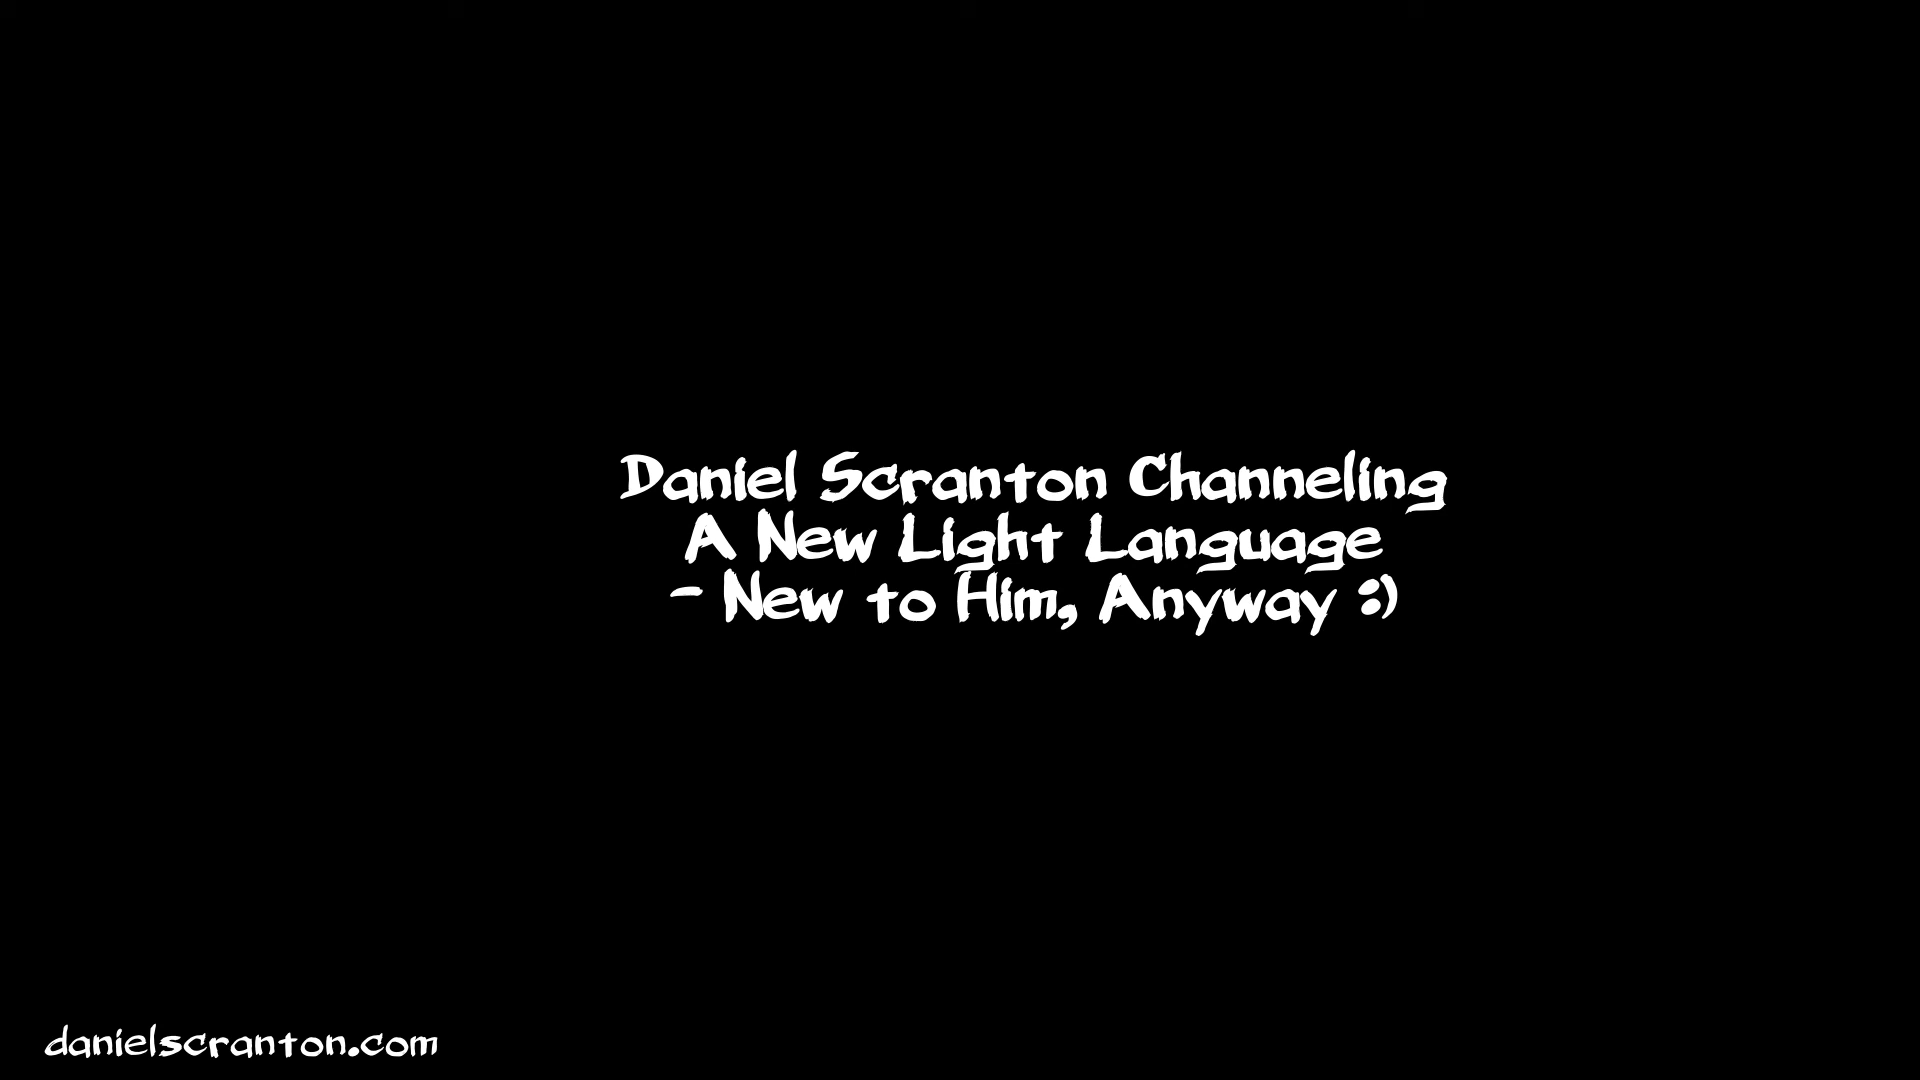 Daniel Scranton Channeling
A New Light Language
- New to Him, Anyway :)
danielscranton.com